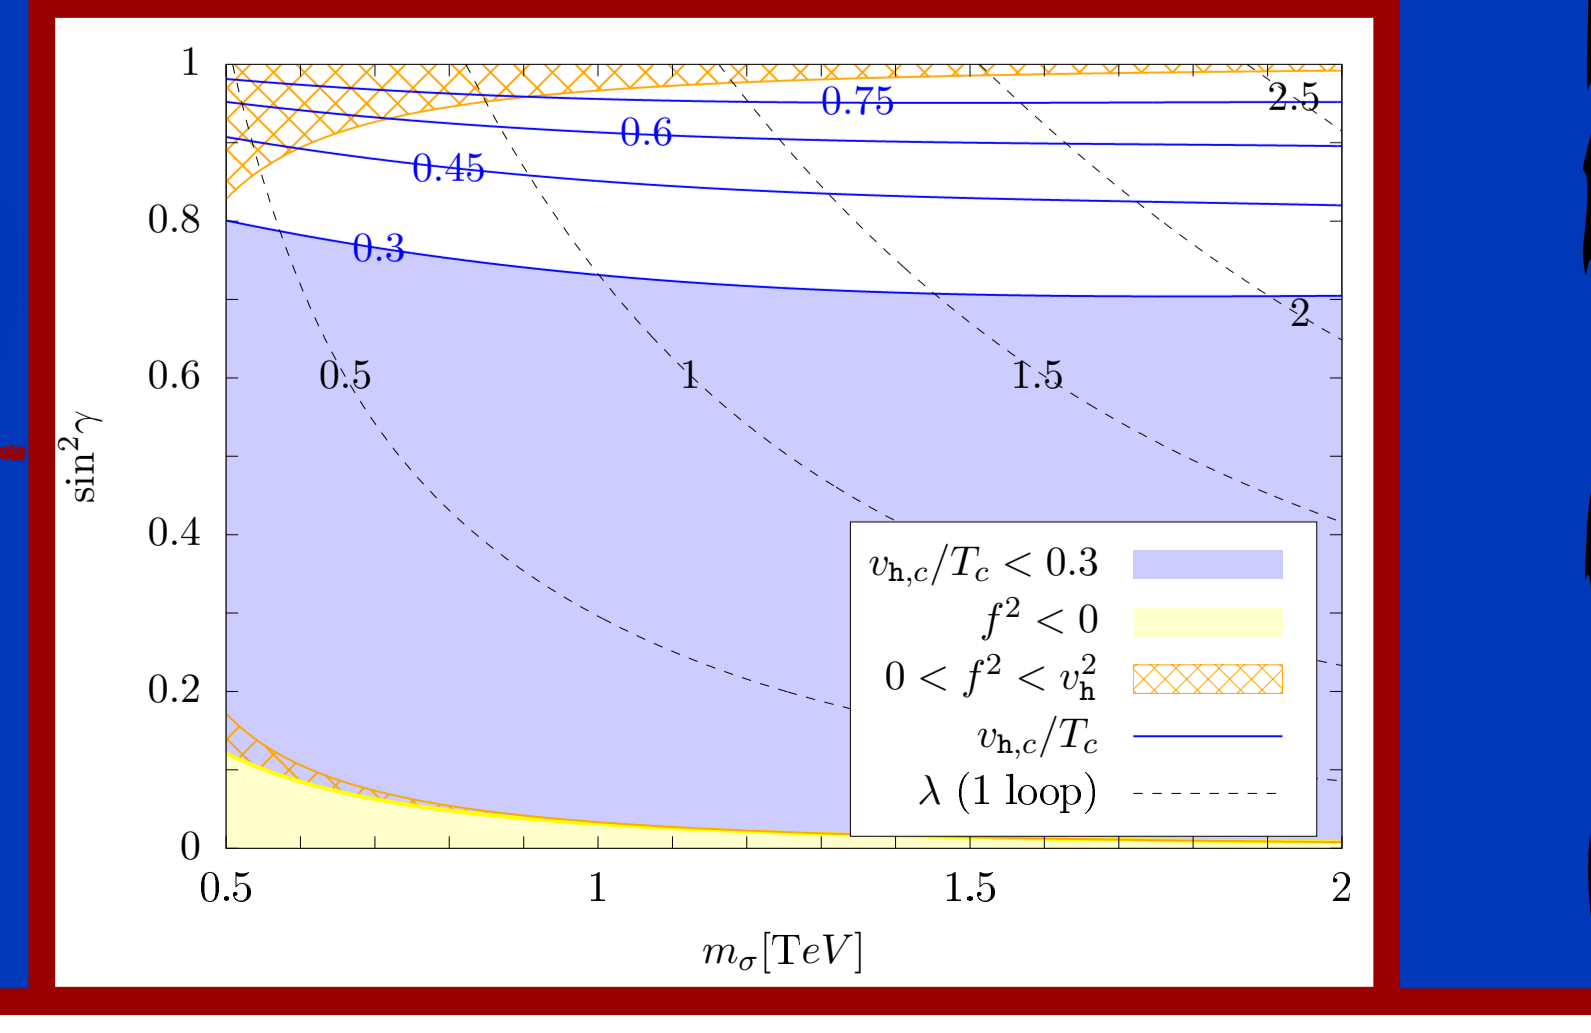 1
0.8
0.6
0.4
0.2
0
sin²γ
0.75
2.5
0.6
0.45
0.3
2
0.5
1
1.5
v_{h,c}/T_c < 0.3
f² < 0
0 < f² < v_h²
v_{h,c}/T_c
λ (1 loop)
0.5 1 1.5 2
m_σ[TeV]